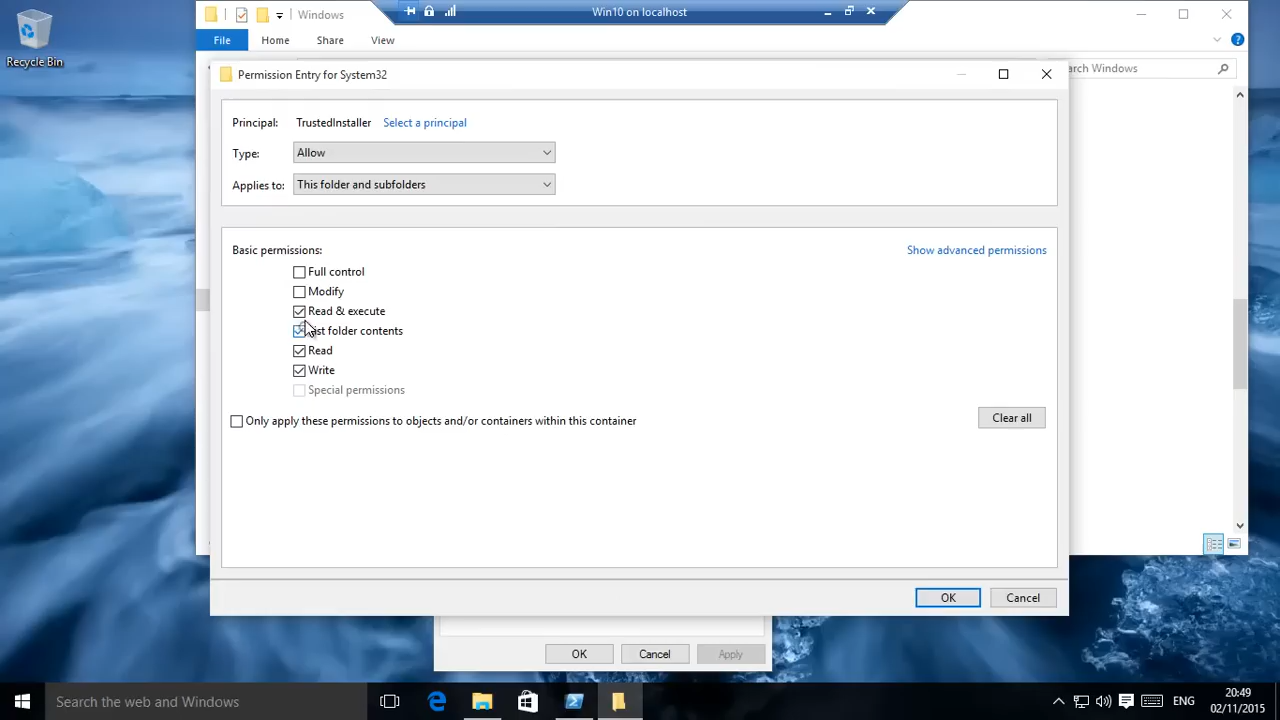 Recycle Bin
Windows
Win10 on localhost
File
Home
Share
View
arch Windows
Permission Entry for System32
Principal:
TrustedInstaller
Select a principal
Type:
Allow
Applies to:
This folder and subfolders
Basic permissions:
Show advanced permissions
Full control
Modify
Read & execute
st folder contents
Read
Write
Special permissions
Only apply these permissions to objects and/or containers within this container
Clear all
OK
Cancel
OK
Cancel
Apply
Search the web and Windows
ENG
20:49
02/11/2015